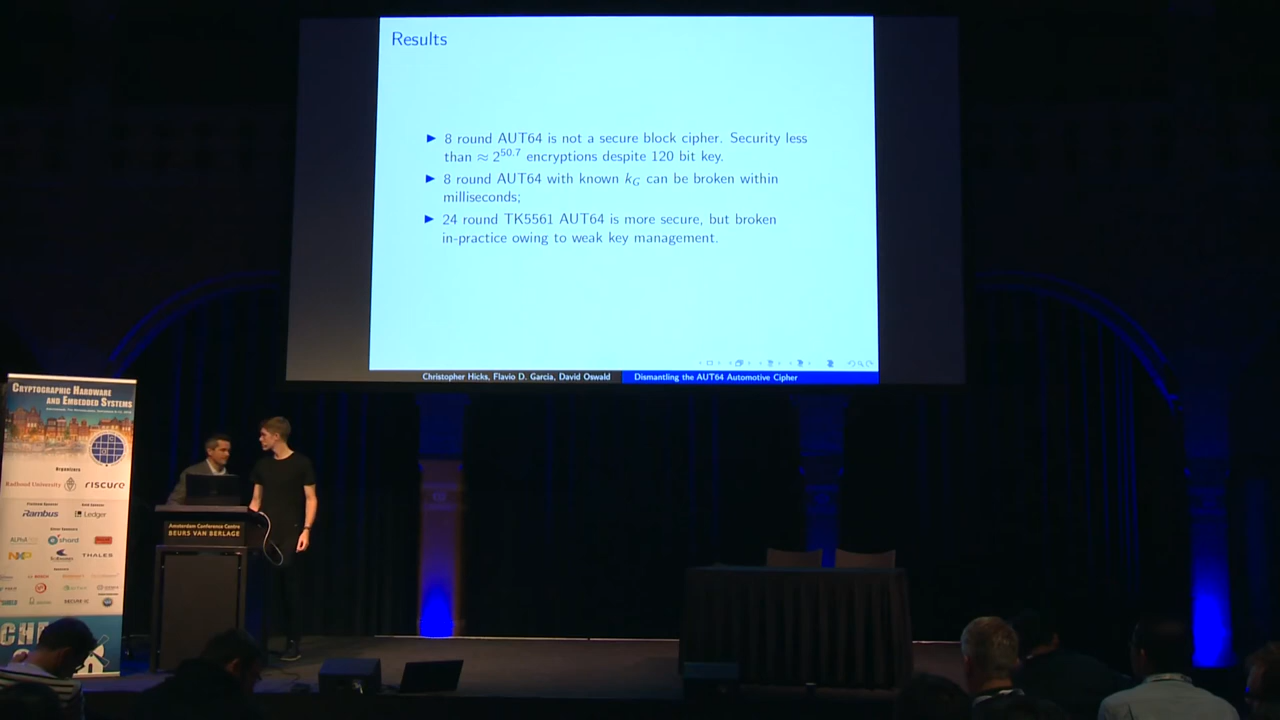 Results
8 round AUT64 is not a secure block cipher. Security less
than ≈ 2^50.7 encryptions despite 120 bit key.
8 round AUT64 with known k_G can be broken within
milliseconds;
24 round TK5561 AUT64 is more secure, but broken
in-practice owing to weak key management.
Christopher Hicks, Flavio D. Garcia, David Oswald
Dismantling the AUT64 Automotive Cipher
Cryptographic Hardware
and Embedded Systems
Organizers
Radboud University
riscure
Rambus
Ledger
eshard
NXP
THALES
Amsterdam Conference Centre
BEURS VAN BERLAGE